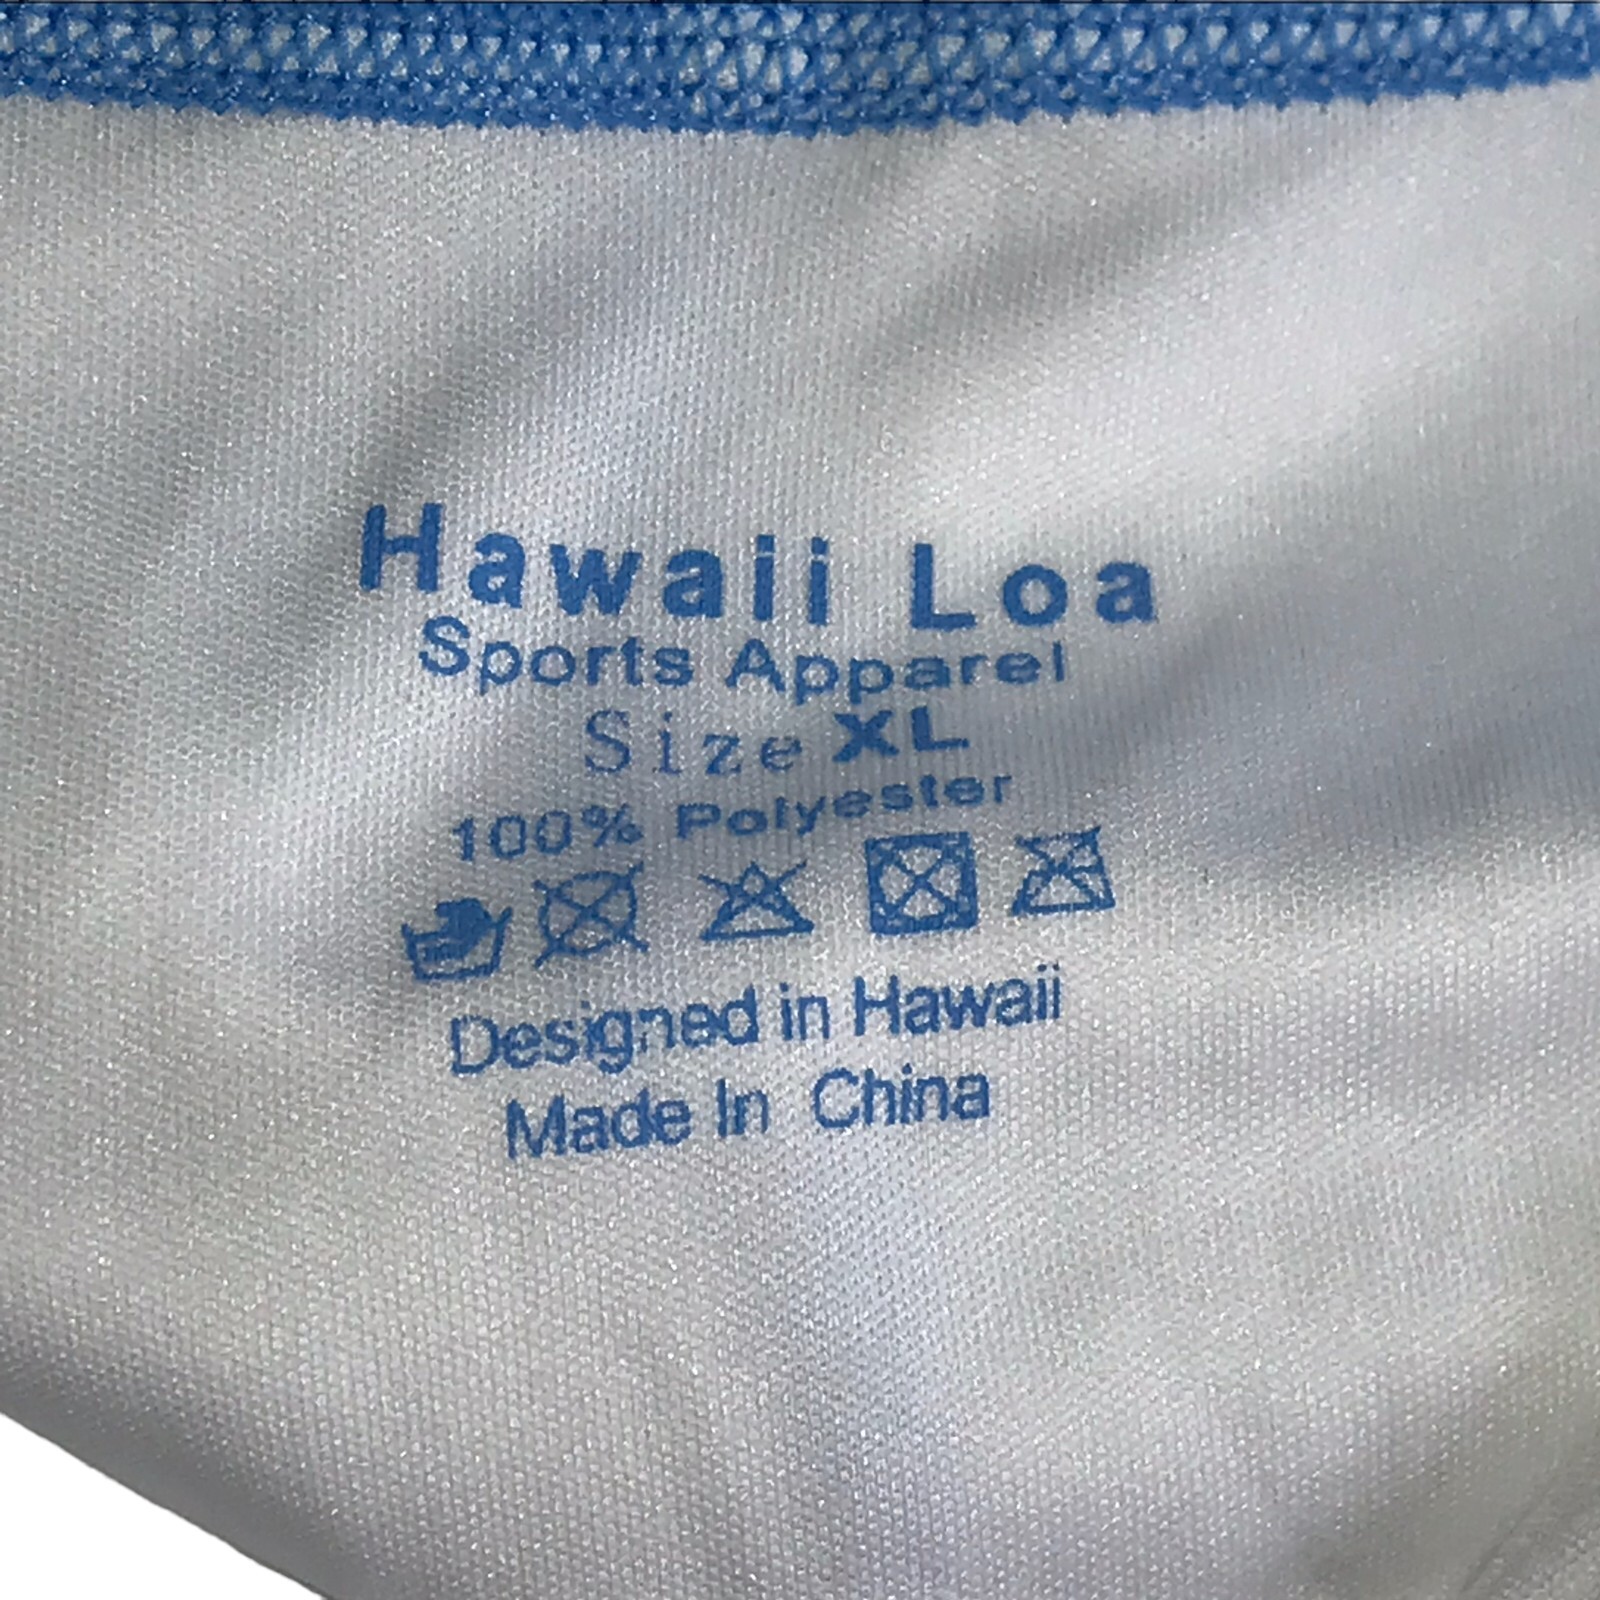 Hawaii Loa
Sports Apparel
Size XL
100% Polyester
Designed in Hawaii
Made In China